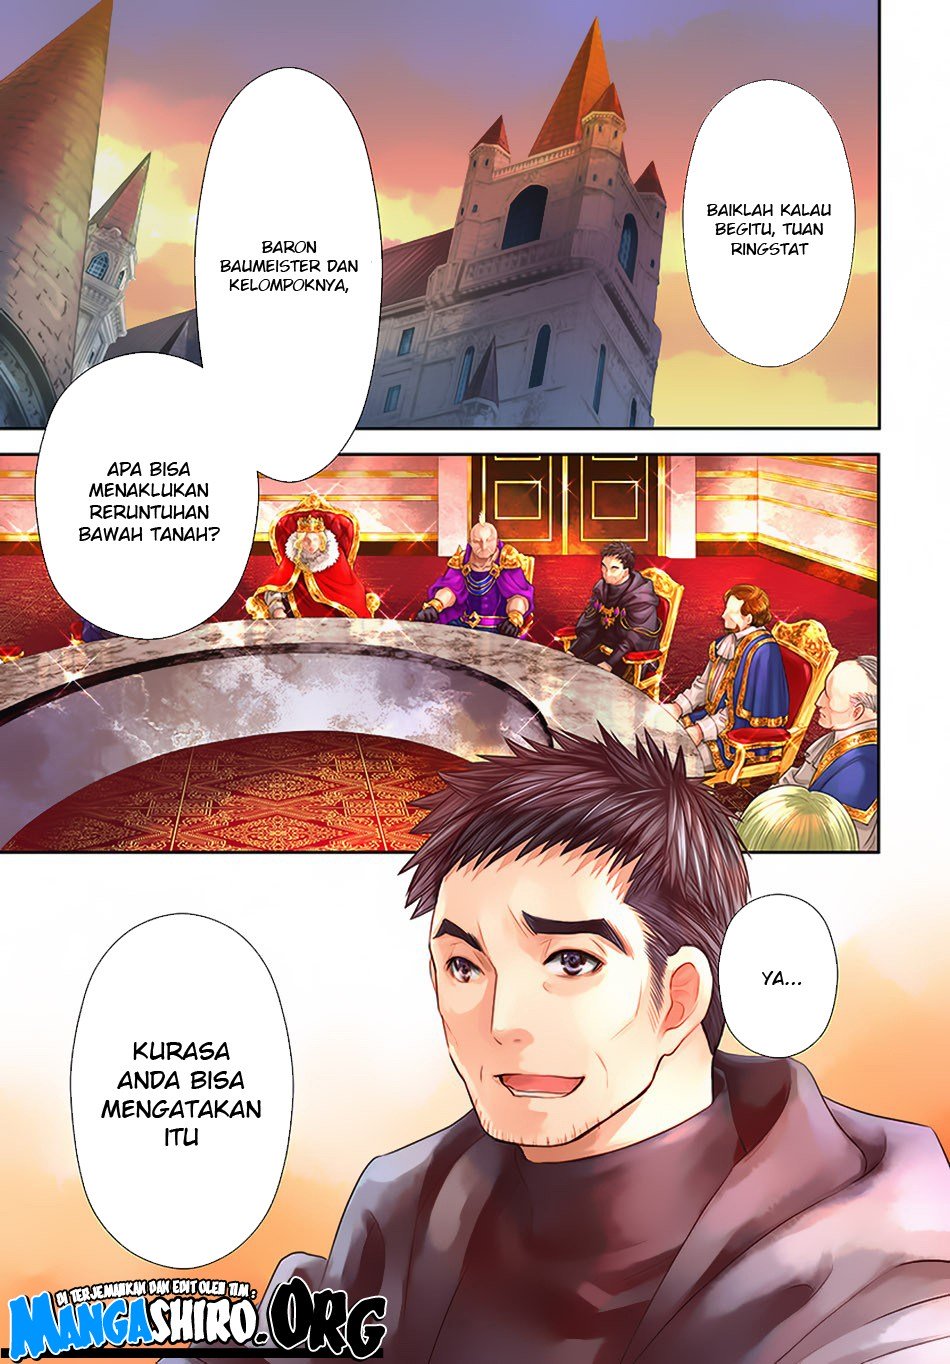 BAIKLAH KALAU
BEGITU, TUAN
RINGSTAT
BARON
BAUMEISTER DAN
KELOMPOKNYA,
APA BISA
MENAKLUKAN
RERUNTUHAN
BAWAH TANAH?
YA...
KURASA
ANDA BISA
MENGATAKAN
ITU
DI TERJEMAHKAN DAN EDIT OLEH TIM :
MANGASHIRO.ORG